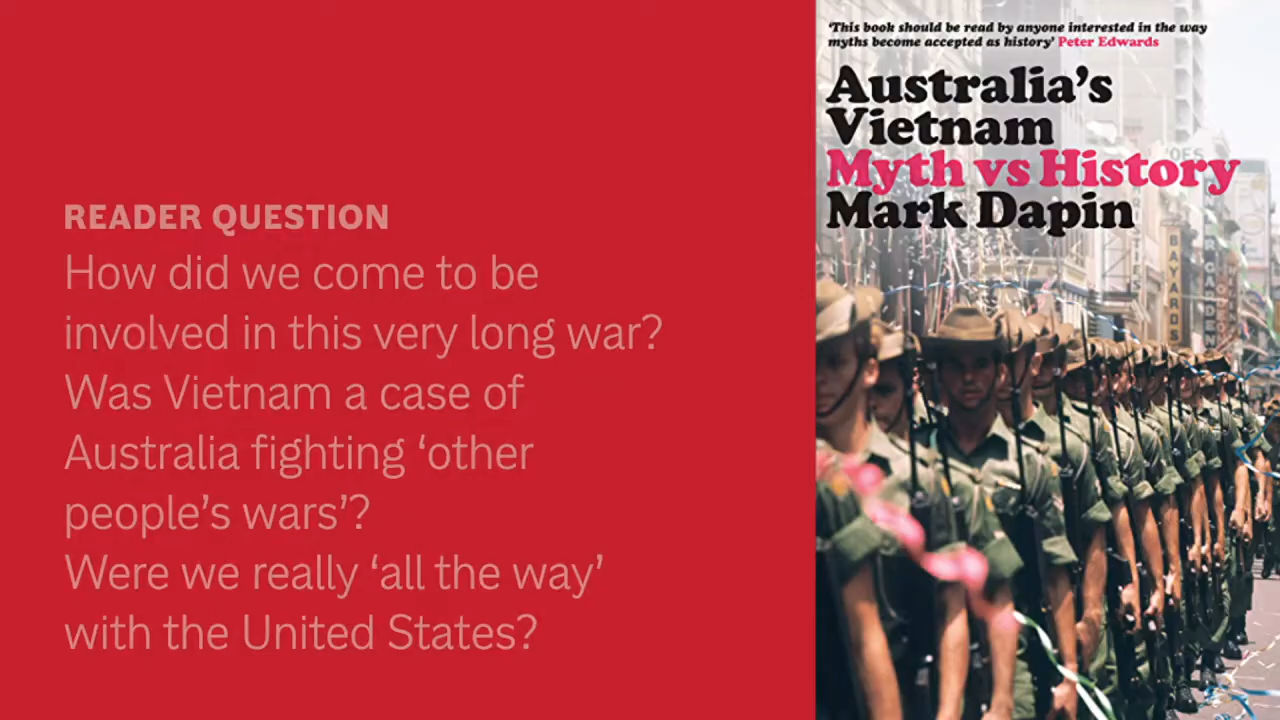 READER QUESTION
How did we come to be
involved in this very long war?
Was Vietnam a case of
Australia fighting ‘other
people’s wars’?
Were we really ‘all the way’
with the United States?
‘This book should be read by anyone interested in the way
myths become accepted as history’ Peter Edwards
Australia’s
Vietnam
Myth vs History
Mark Dapin
BAYARDS